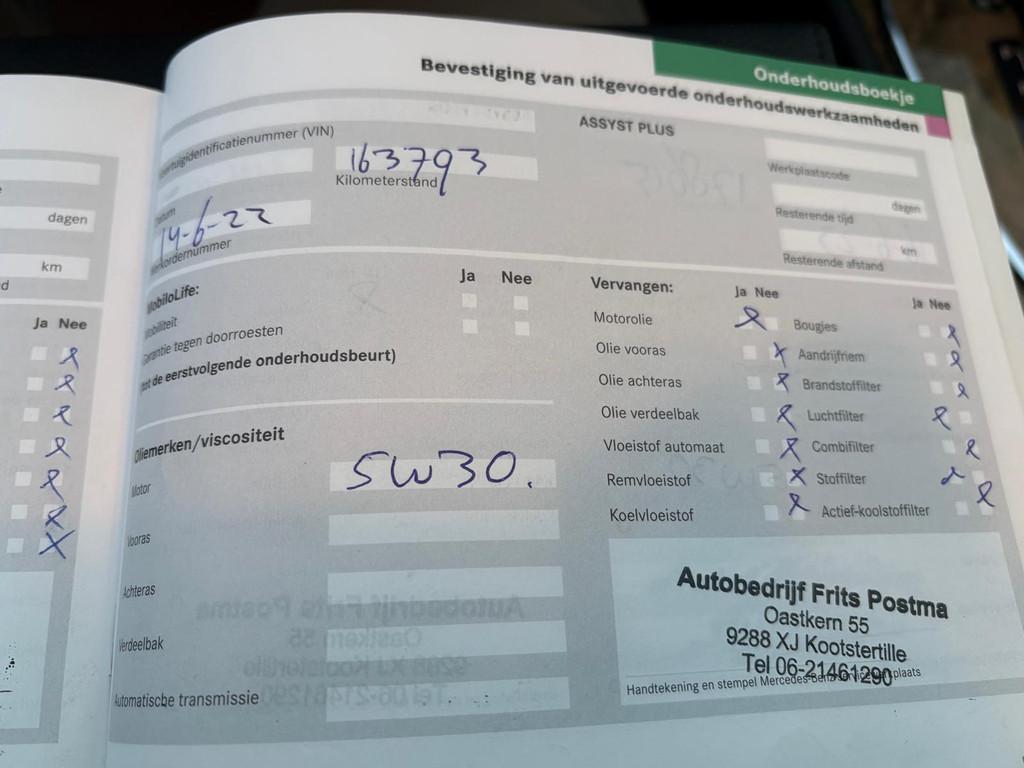 Onderhoudsboekje
Bevestiging van uitgevoerde onderhoudswerkzaamheden
ertuigidentificatienummer (VIN)
ASSYST PLUS
163793
Kilometerstand
Werkplaatscode
dagen
Datum
14-6-22
Werkordernummer
Resterende tijd
km
Resterende afstand
dagen
km
d
Ja Nee
MobiloLife:
Ja Nee
Mobiliteit
Garantie tegen doorroesten
(tot de eerstvolgende onderhoudsbeurt)
Oliemerken/viscositeit
Motor
5W30.
Vooras
Achteras
Verdeelbak
Automatische transmissie
Vervangen:
Ja Nee
Ja Nee
Motorolie
Bougies
Olie vooras
Aandrijfriem
Olie achteras
Brandstoffilter
Olie verdeelbak
Luchtfilter
Vloeistof automaat
Combifilter
Remvloeistof
Stoffilter
Koelvloeistof
Actief-koolstoffilter
Autobedrijf Frits Postma
Oastkern 55
9288 XJ Kootstertille
Tel 06-21461290
Handtekening en stempel Mercedes-Benz-Servicewerkplaats